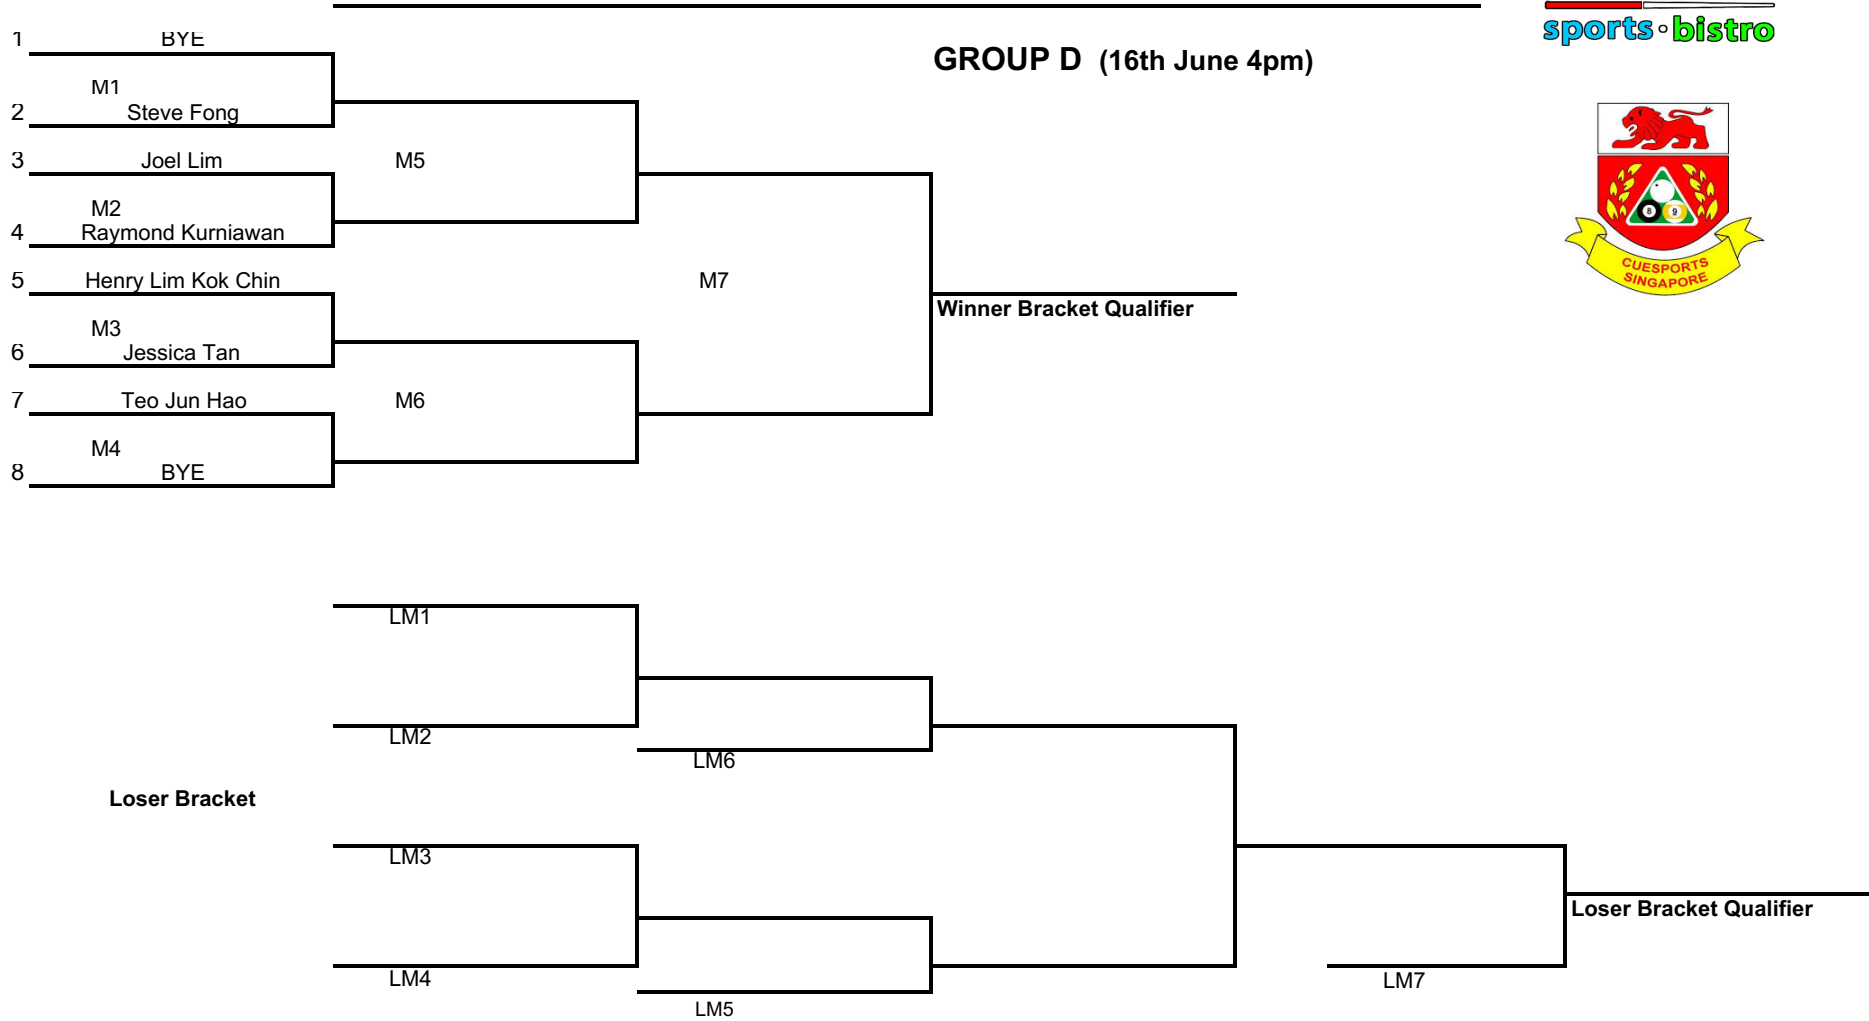 sports bistro
GROUP D (16th June 4pm)
1 BYE
M1
2 Steve Fong
3 Joel Lim
M5
M2
4 Raymond Kurniawan
5 Henry Lim Kok Chin
M7
Winner Bracket Qualifier
M3
6 Jessica Tan
7 Teo Jun Hao
M6
M4
8 BYE
8 9
CUESPORTS
SINGAPORE
LM1
LM2
LM6
Loser Bracket
LM3
Loser Bracket Qualifier
LM4
LM7
LM5